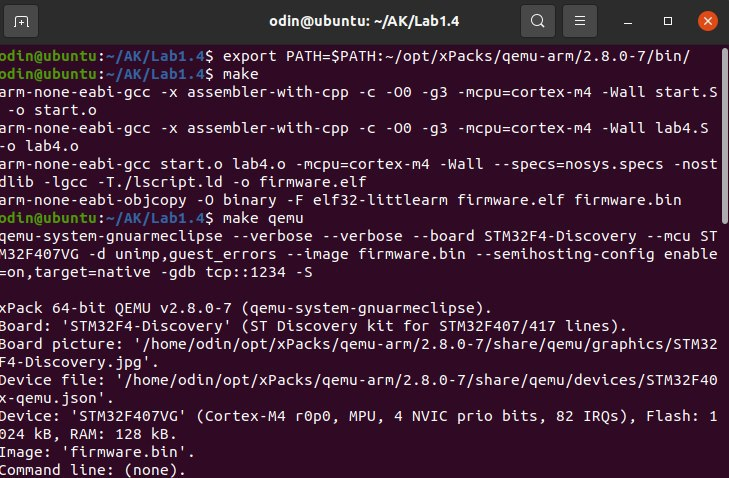 odin@ubuntu: ~/AK/Lab1.4
odin@ubuntu:~/AK/Lab1.4$ export PATH=$PATH:~/opt/xPacks/qemu-arm/2.8.0-7/bin/
odin@ubuntu:~/AK/Lab1.4$ make
arm-none-eabi-gcc -x assembler-with-cpp -c -O0 -g3 -mcpu=cortex-m4 -Wall start.S
 -o start.o
arm-none-eabi-gcc -x assembler-with-cpp -c -O0 -g3 -mcpu=cortex-m4 -Wall lab4.S
-o lab4.o
arm-none-eabi-gcc start.o lab4.o -mcpu=cortex-m4 -Wall --specs=nosys.specs -nost
dlib -lgcc -T./lscript.ld -o firmware.elf
arm-none-eabi-objcopy -O binary -F elf32-littlearm firmware.elf firmware.bin
odin@ubuntu:~/AK/Lab1.4$ make qemu
qemu-system-gnuarmeclipse --verbose --verbose --board STM32F4-Discovery --mcu ST
M32F407VG -d unimp,guest_errors --image firmware.bin --semihosting-config enable
=on,target=native -gdb tcp::1234 -S
xPack 64-bit QEMU v2.8.0-7 (qemu-system-gnuarmeclipse).
Board: 'STM32F4-Discovery' (ST Discovery kit for STM32F407/417 lines).
Board picture: '/home/odin/opt/xPacks/qemu-arm/2.8.0-7/share/qemu/graphics/STM32
F4-Discovery.jpg'.
Device file: '/home/odin/opt/xPacks/qemu-arm/2.8.0-7/share/qemu/devices/STM32F40
x-qemu.json'.
Device: 'STM32F407VG' (Cortex-M4 r0p0, MPU, 4 NVIC prio bits, 82 IRQs), Flash: 1
024 kB, RAM: 128 kB.
Image: 'firmware.bin'.
Command line: (none).